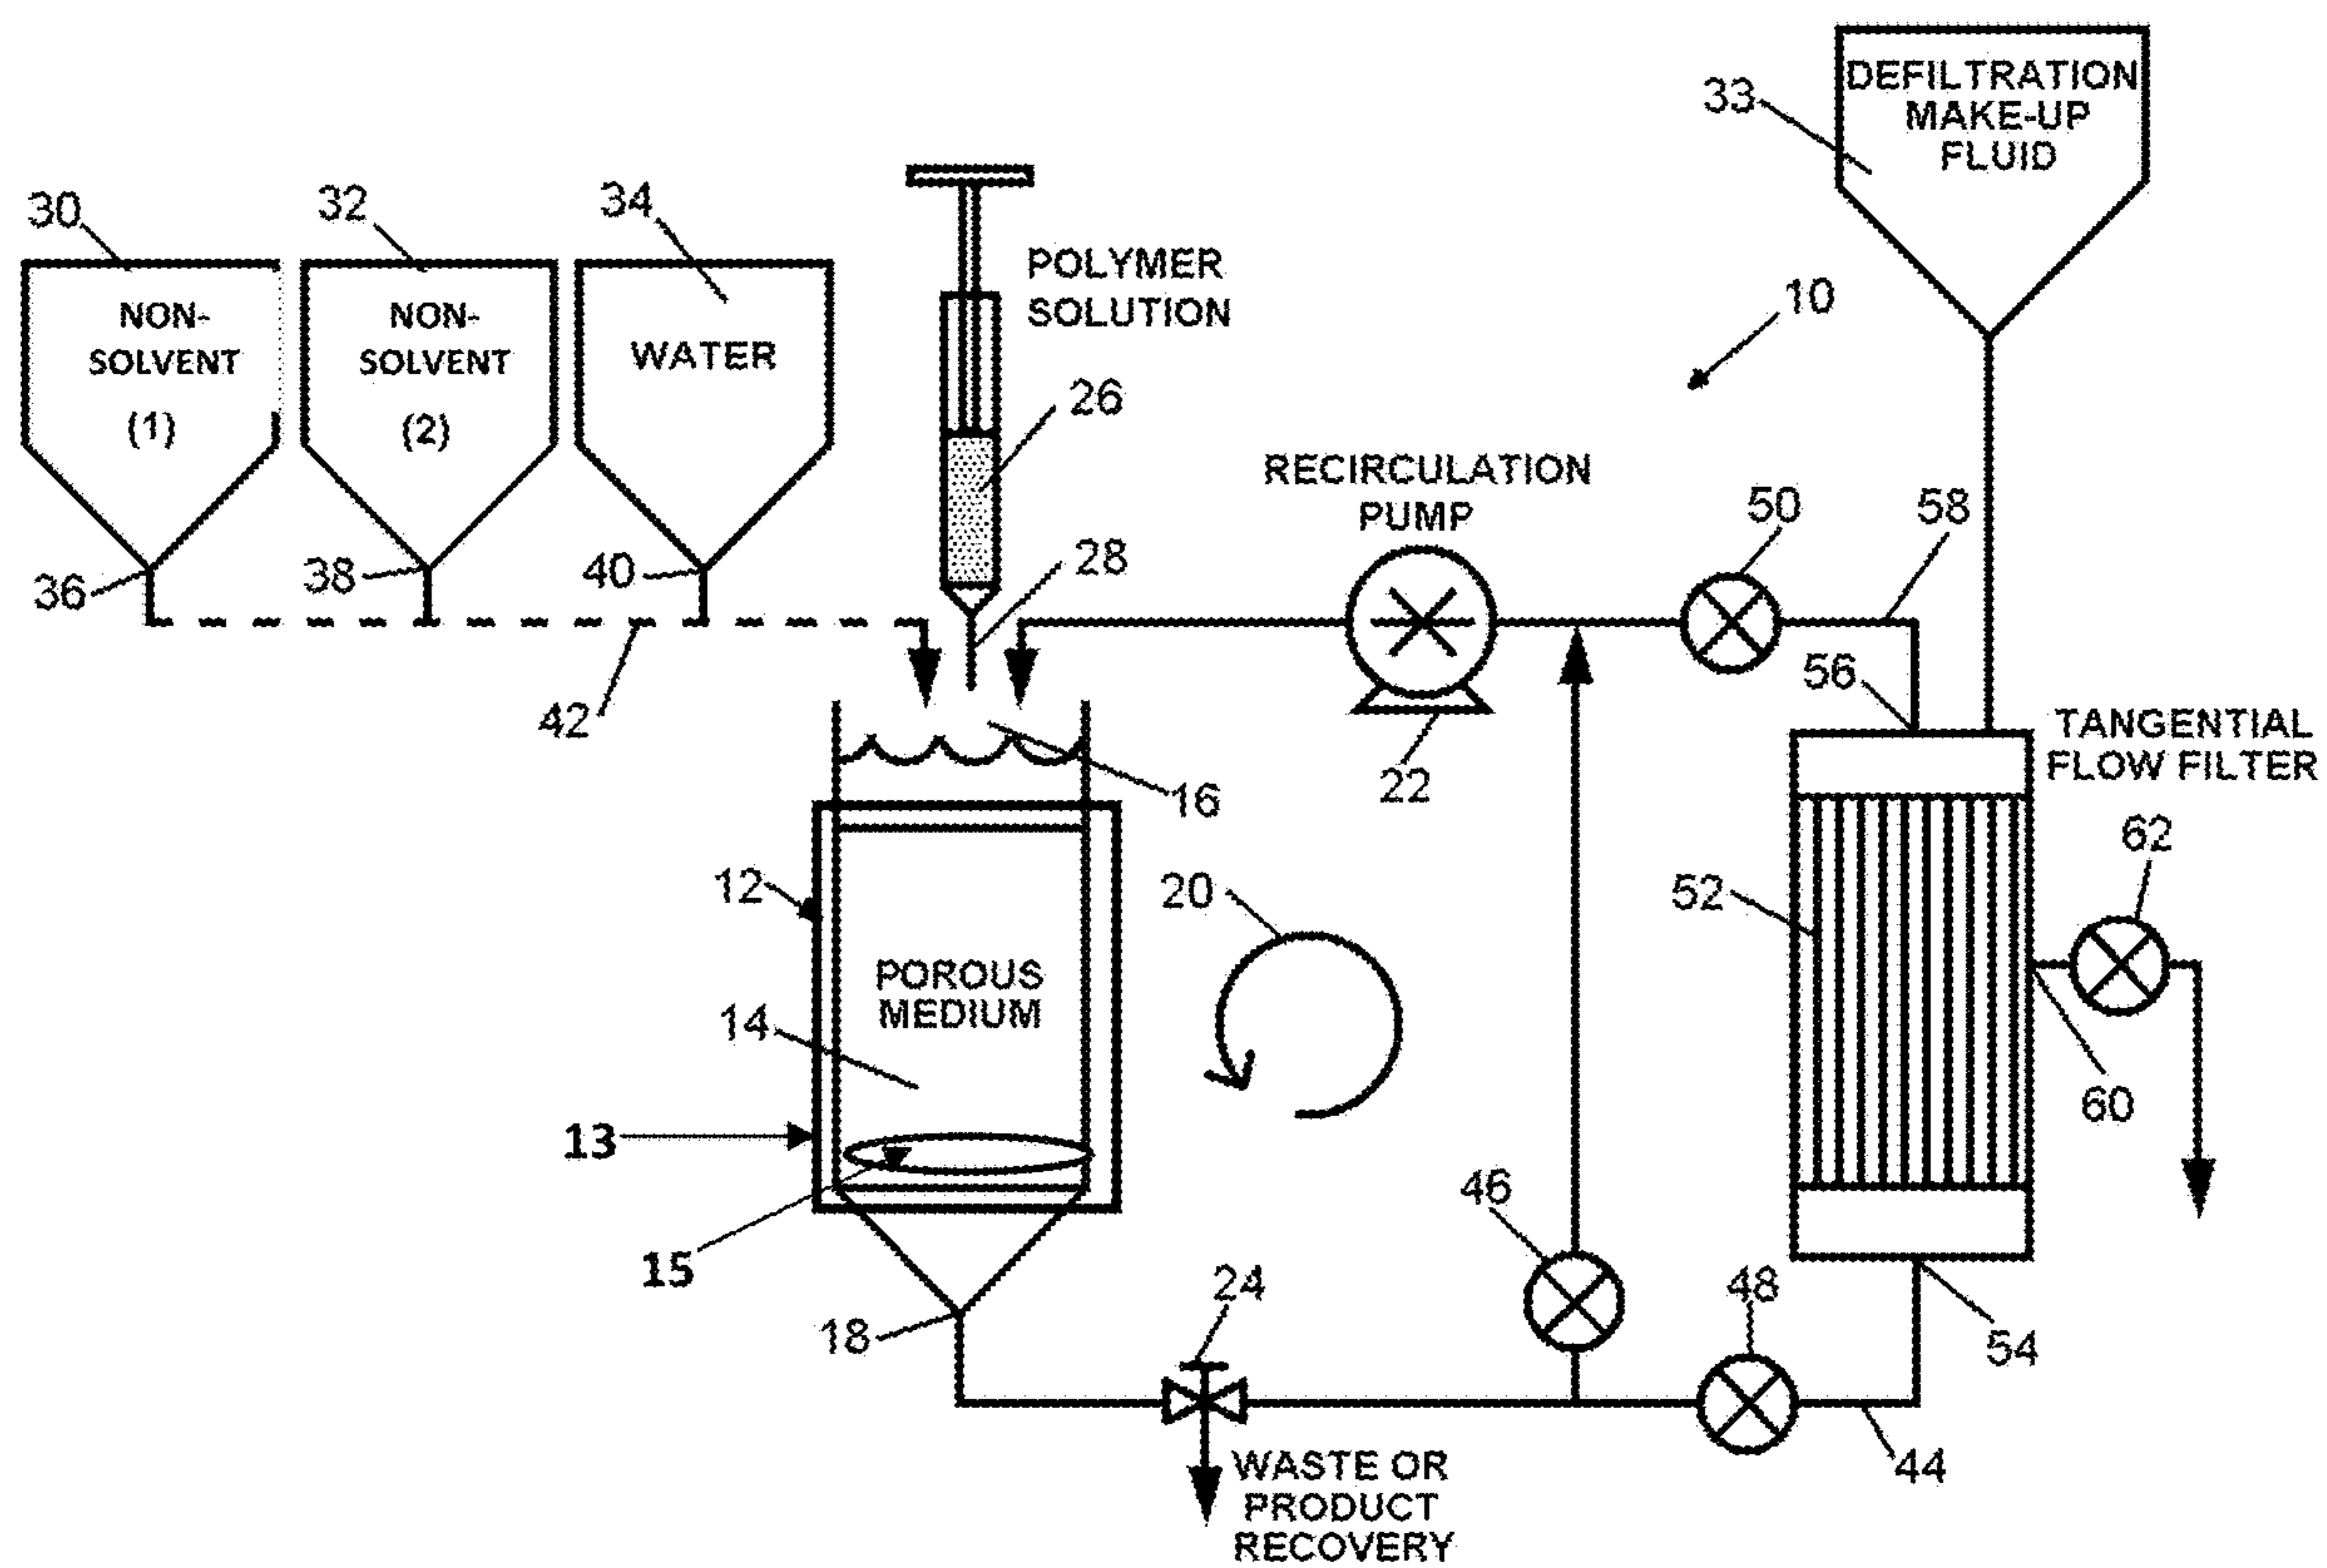 DEFILTRATION
MAKE-UP
FLUID
33
30
32
34
NON-
SOLVENT
(1)
NON-
SOLVENT
(2)
WATER
POLYMER
SOLUTION
10
26
RECIRCULATION
PUMP
50
58
36
38
40
28
42
56
22
16
TANGENTIAL
FLOW FILTER
12
20
52
62
POROUS
MEDIUM
14
13
60
15
46
18
24
48
54
44
WASTE OR
PRODUCT
RECOVERY